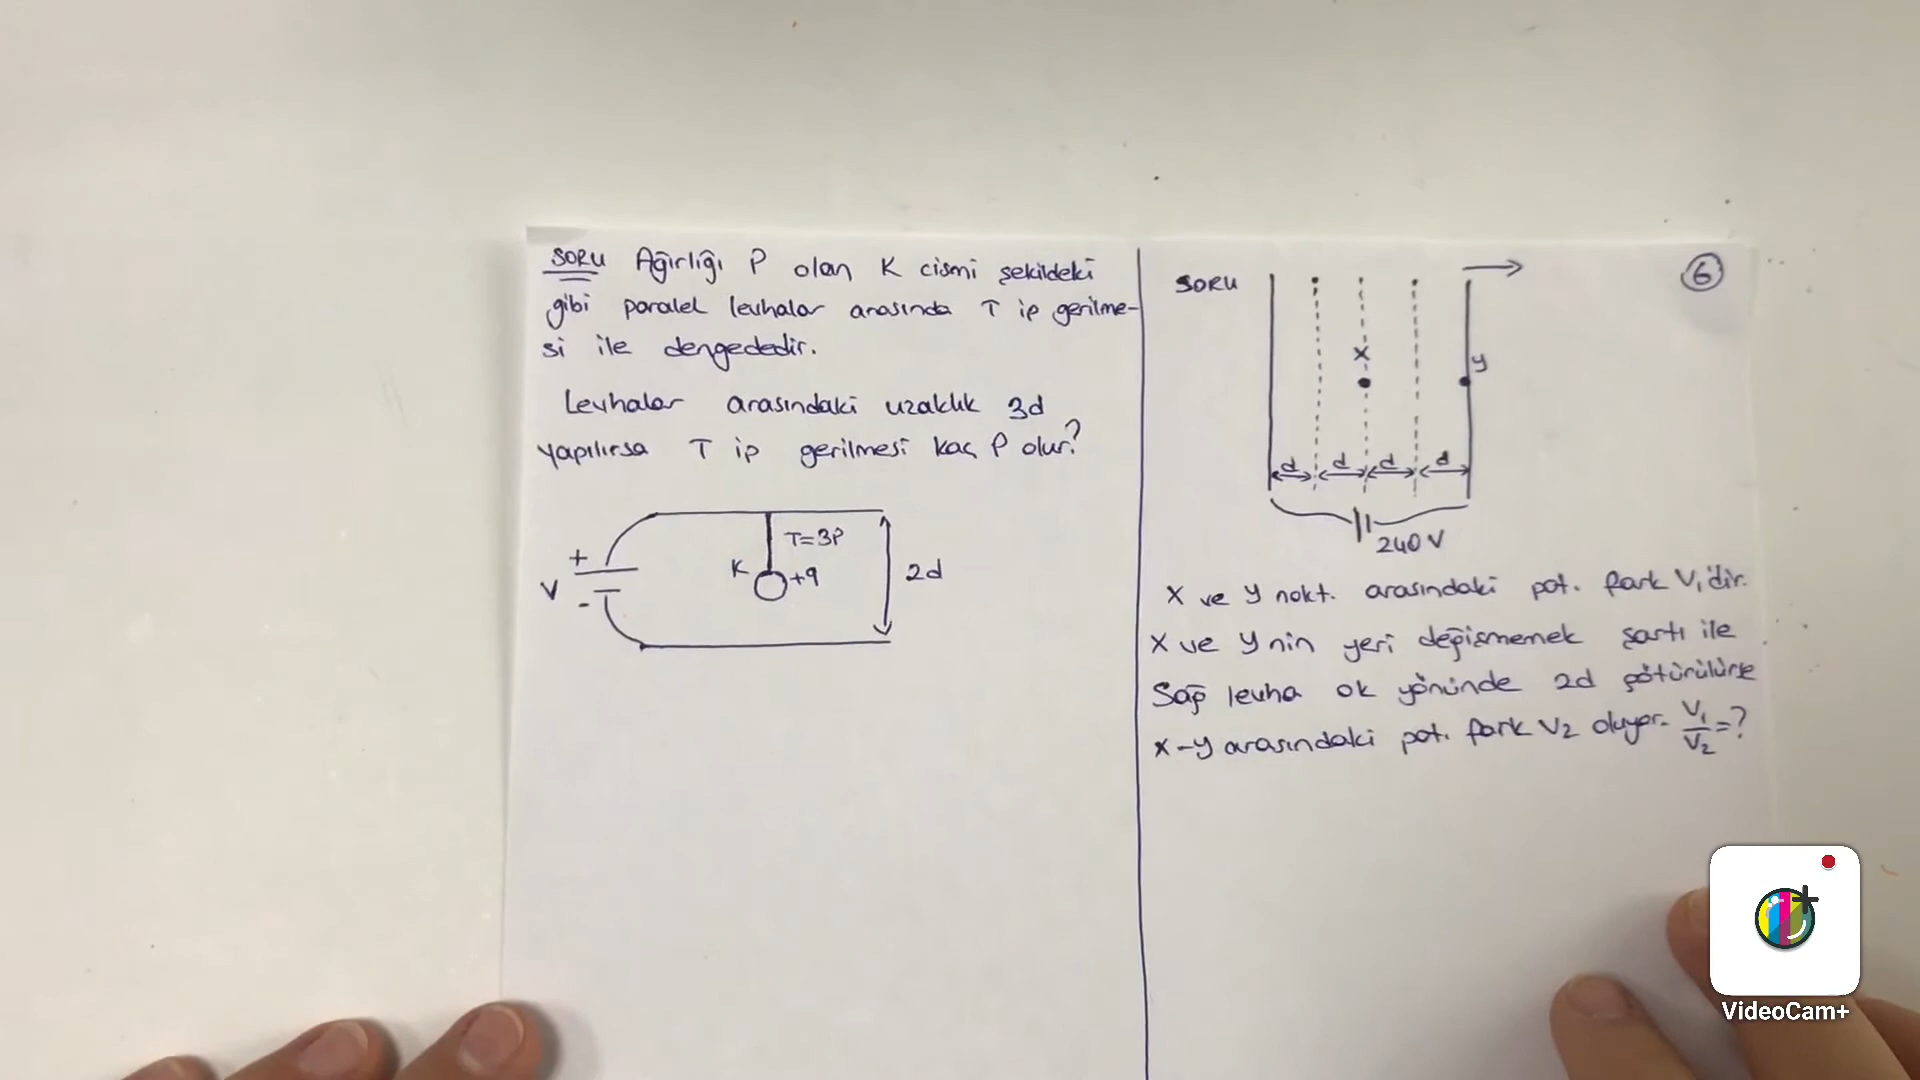 SORU Ağırlığı P olan K cismi şekildeki
gibi paralel levhalar arasında T ip gerilme-
si ile dengededir.
Levhalar arasındaki uzaklık 3d
yapılırsa T ip gerilmesi kaç P olur?
T=3P
K
+q
+
V
-
2d
SORU
6
X
y
d
d
d
d
240 V
X ve Y nokt. arasındaki pot. fark V₁'dir.
X ve Y nin yeri değişmemek şartı ile
Sağ levha ok yönünde 2d götürülürse
X-Y arasındaki pot. fark V₂ oluyor. V₁/V₂=?
VideoCam+